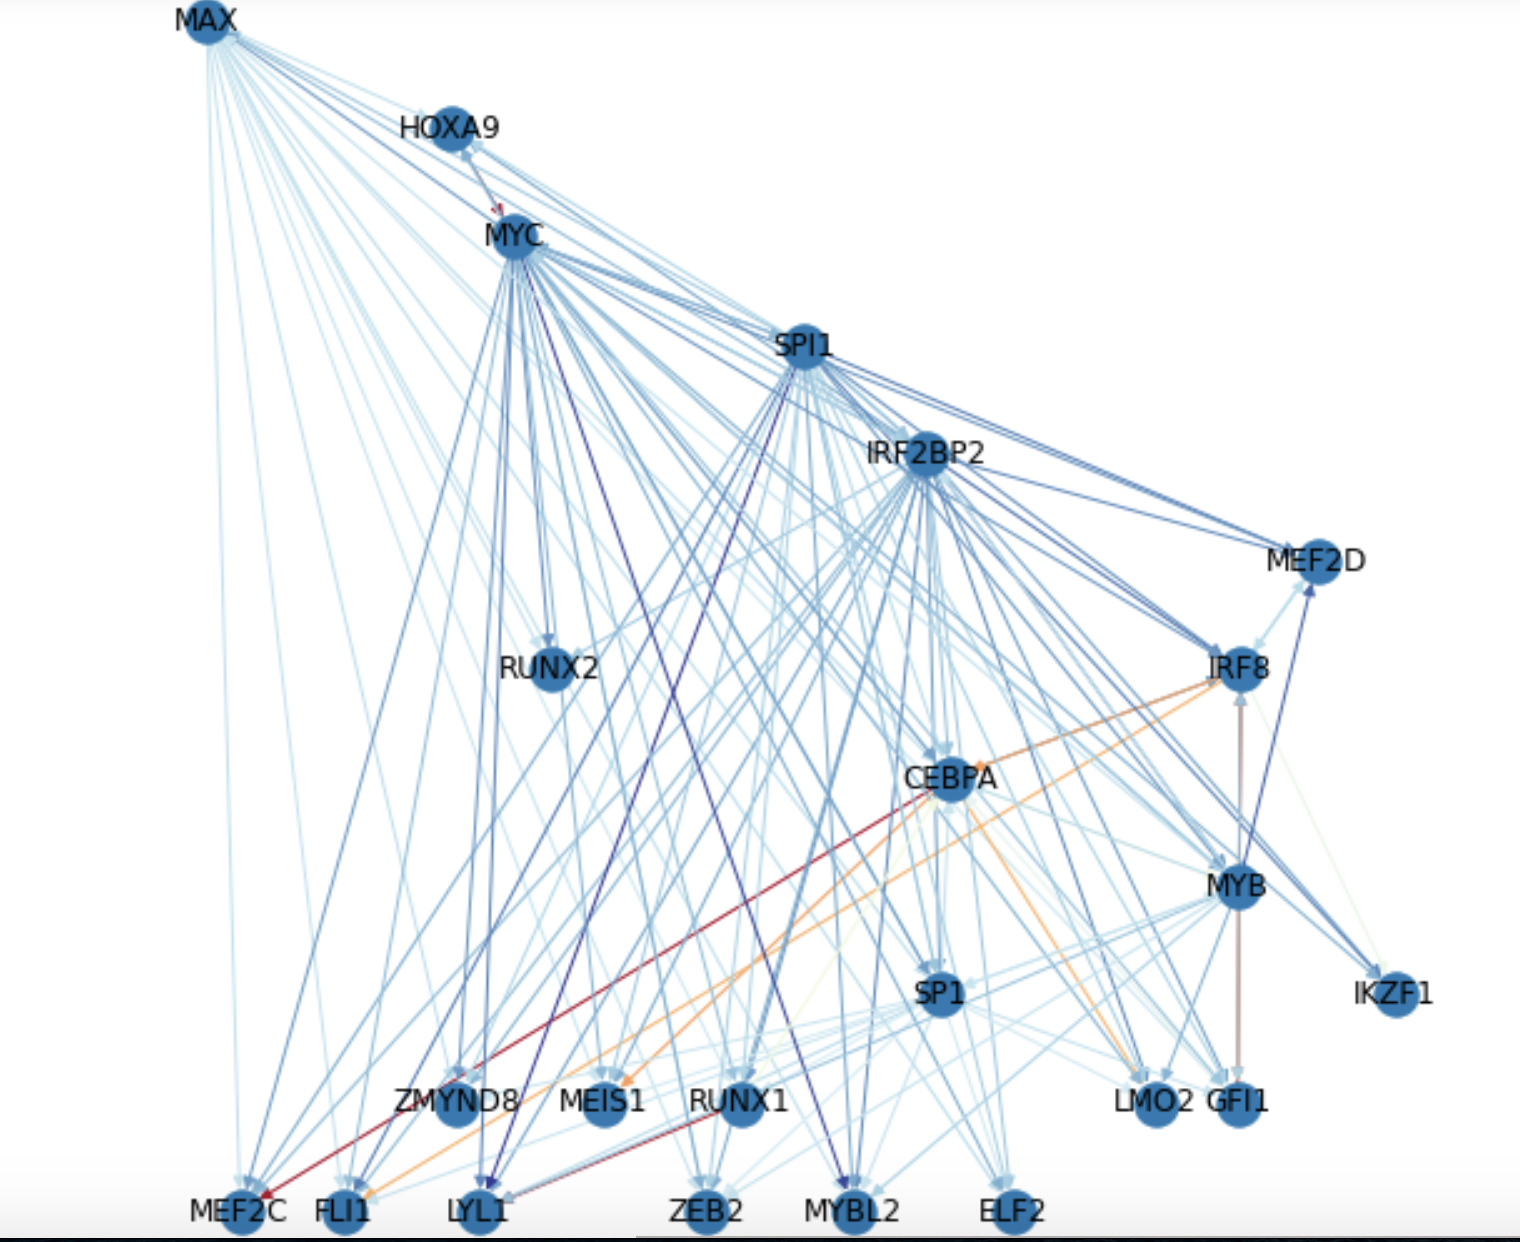 MAX
HOXA9
MYC
SPI1
IRF2BP2
MEF2D
RUNX2
IRF8
CEBPA
MYB
SP1
IKZF1
ZMYND8
MEIS1
RUNX1
LMO2
GFI1
MEF2C
FLI1
LYL1
ZEB2
MYBL2
ELF2